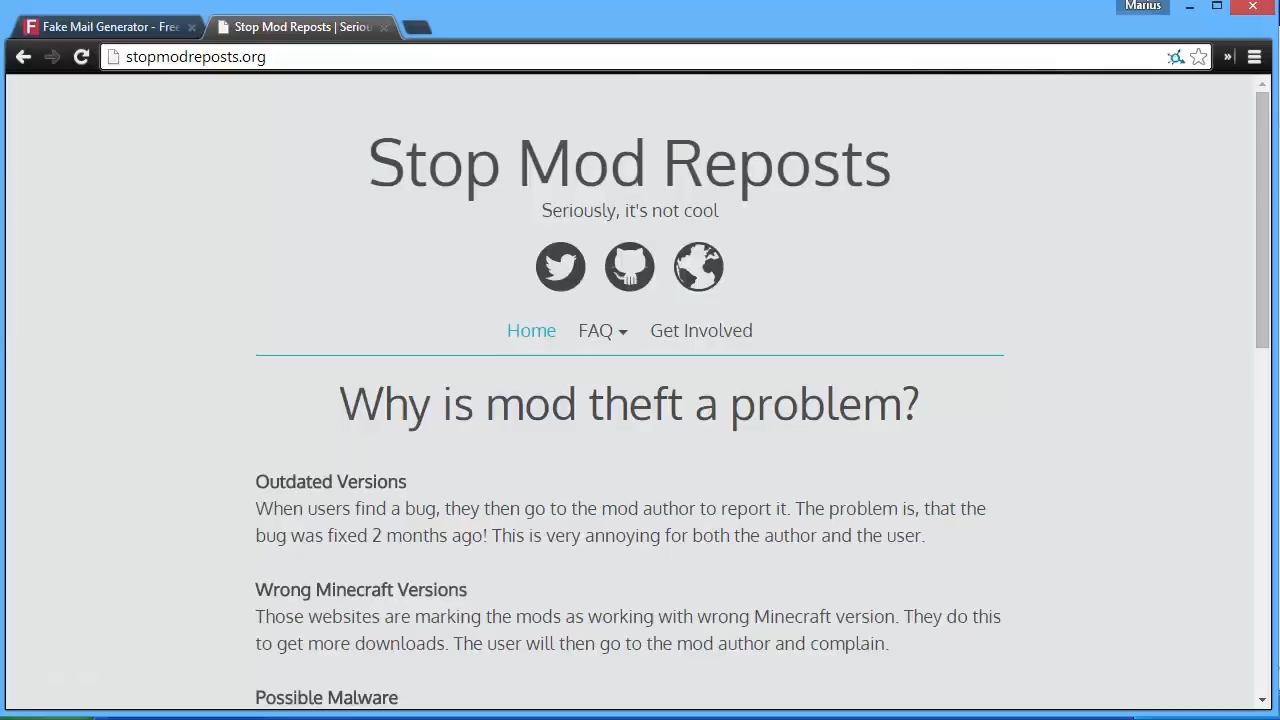 Marius
Fake Mail Generator - Free
Stop Mod Reposts | Seriou
stopmodreposts.org
Stop Mod Reposts
Seriously, it's not cool
Home FAQ Get Involved
Why is mod theft a problem?
Outdated Versions
When users find a bug, they then go to the mod author to report it. The problem is, that the
bug was fixed 2 months ago! This is very annoying for both the author and the user.
Wrong Minecraft Versions
Those websites are marking the mods as working with wrong Minecraft version. They do this
to get more downloads. The user will then go to the mod author and complain.
Possible Malware